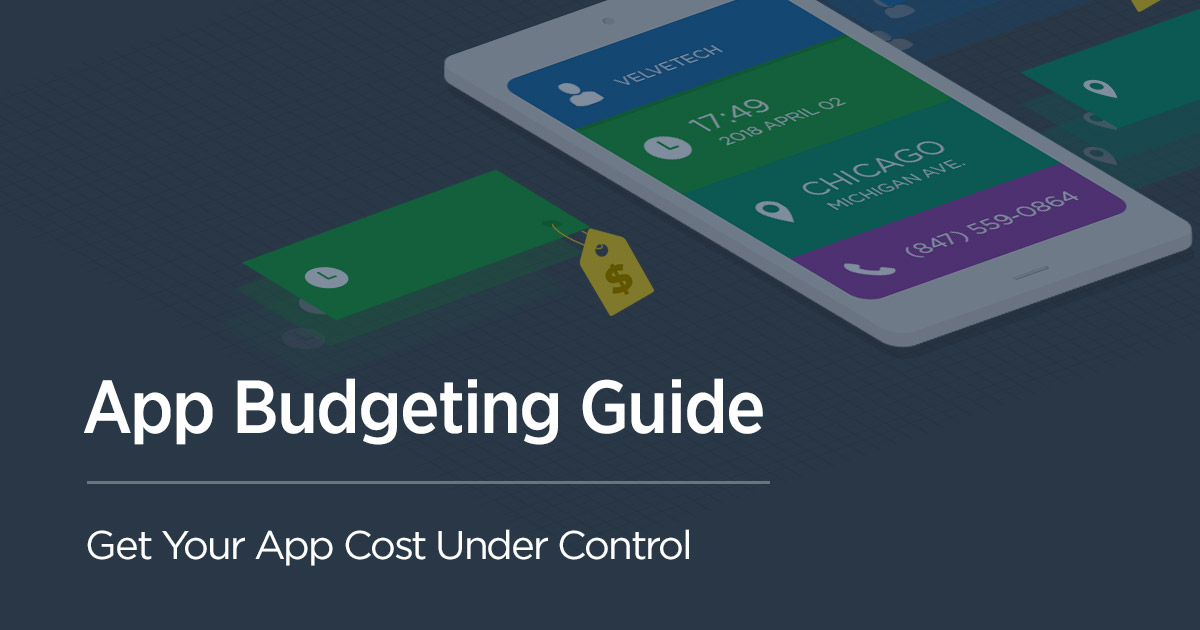 VELVETECH
17:49
2018 APRIL 02
CHICAGO
MICHIGAN AVE.
(847) 559-0864
$
App Budgeting Guide
Get Your App Cost Under Control